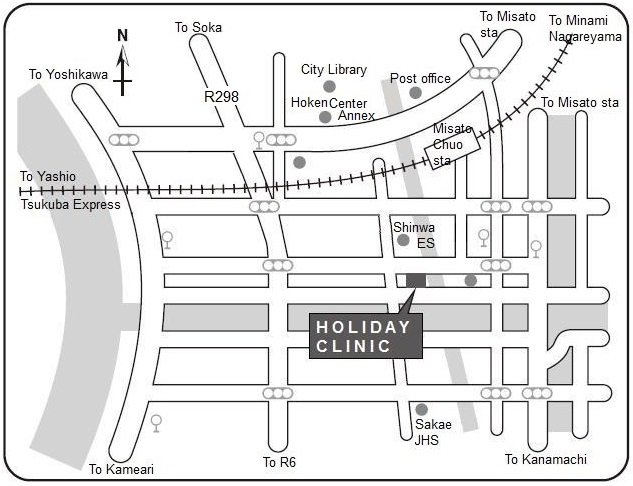 To Misato
sta
To Minami
Nagareyama
To Soka
N
To Yoshikawa
City Library
Post office
R298
Hoken Center
Annex
To Misato sta
Misato
Chuo
sta
To Yashio
Tsukuba Express
Shinwa
ES
HOLIDAY
CLINIC
Sakae
JHS
To Kameari
To R6
To Kanamachi